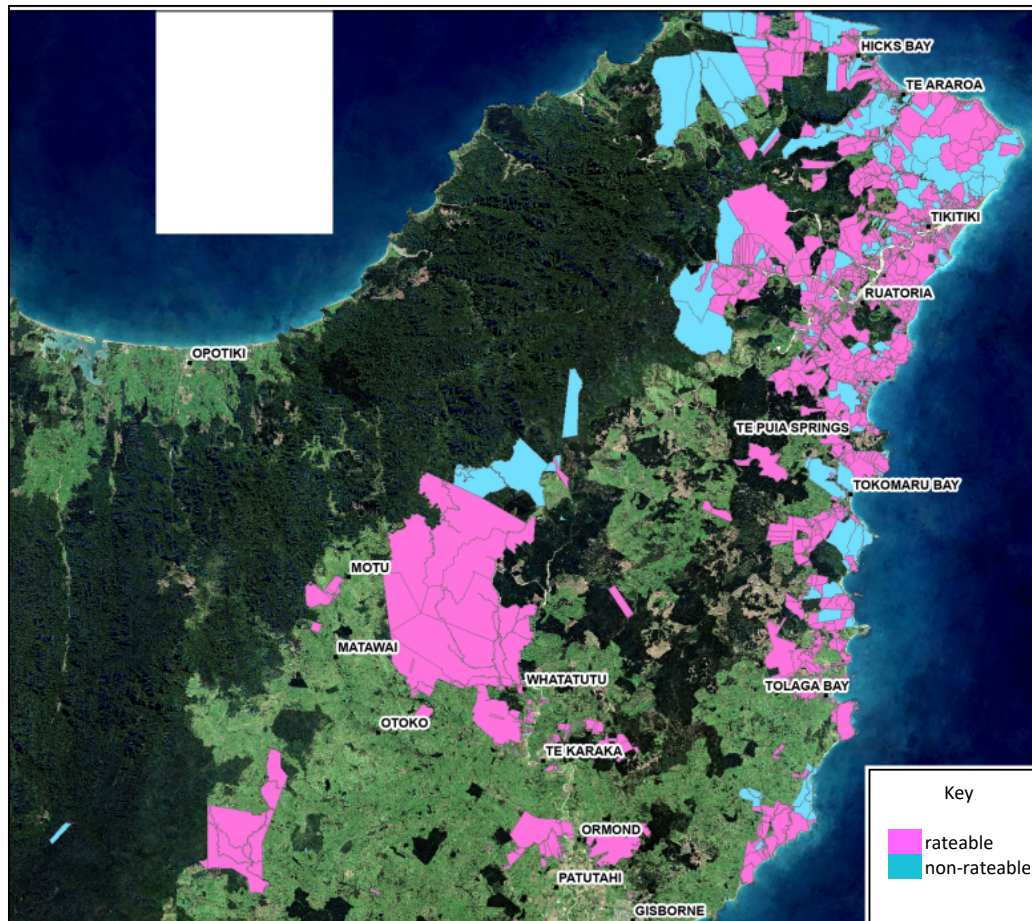 HICKS BAY
TE ARAROA
TIKITIKI
RUATORIA
OPOTIKI
TE PUIA SPRINGS
TOKOMARU BAY
MOTU
MATAWAI
WHATATUTU
TOLAGA BAY
OTOKO
TE KARAKA
Key
rateable
non-rateable
ORMOND
PATUTAHI
GISBORNE